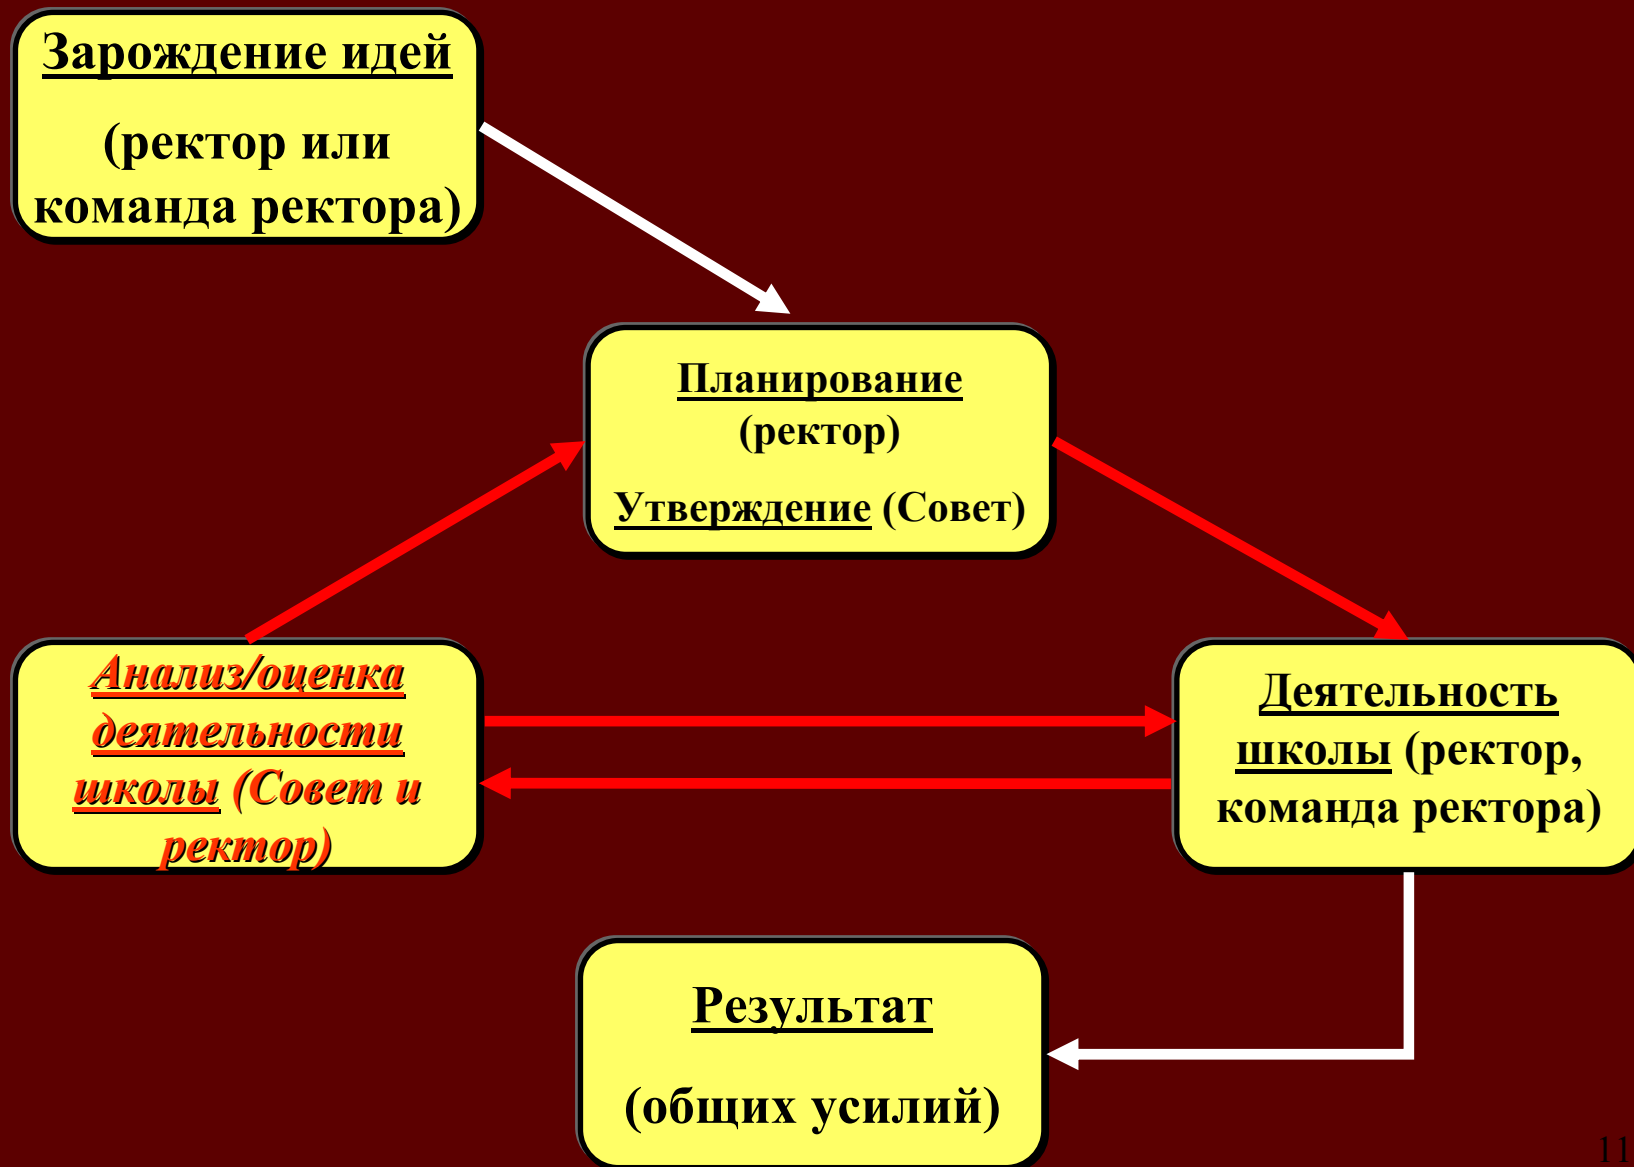 Зарождение идей
(ректор или
команда ректора)
Планирование
(ректор)
Утверждение (Совет)
Анализ/оценка
деятельности
школы (Совет и
ректор)
Деятельность
школы (ректор,
команда ректора)
Результат
(общих усилий)
11